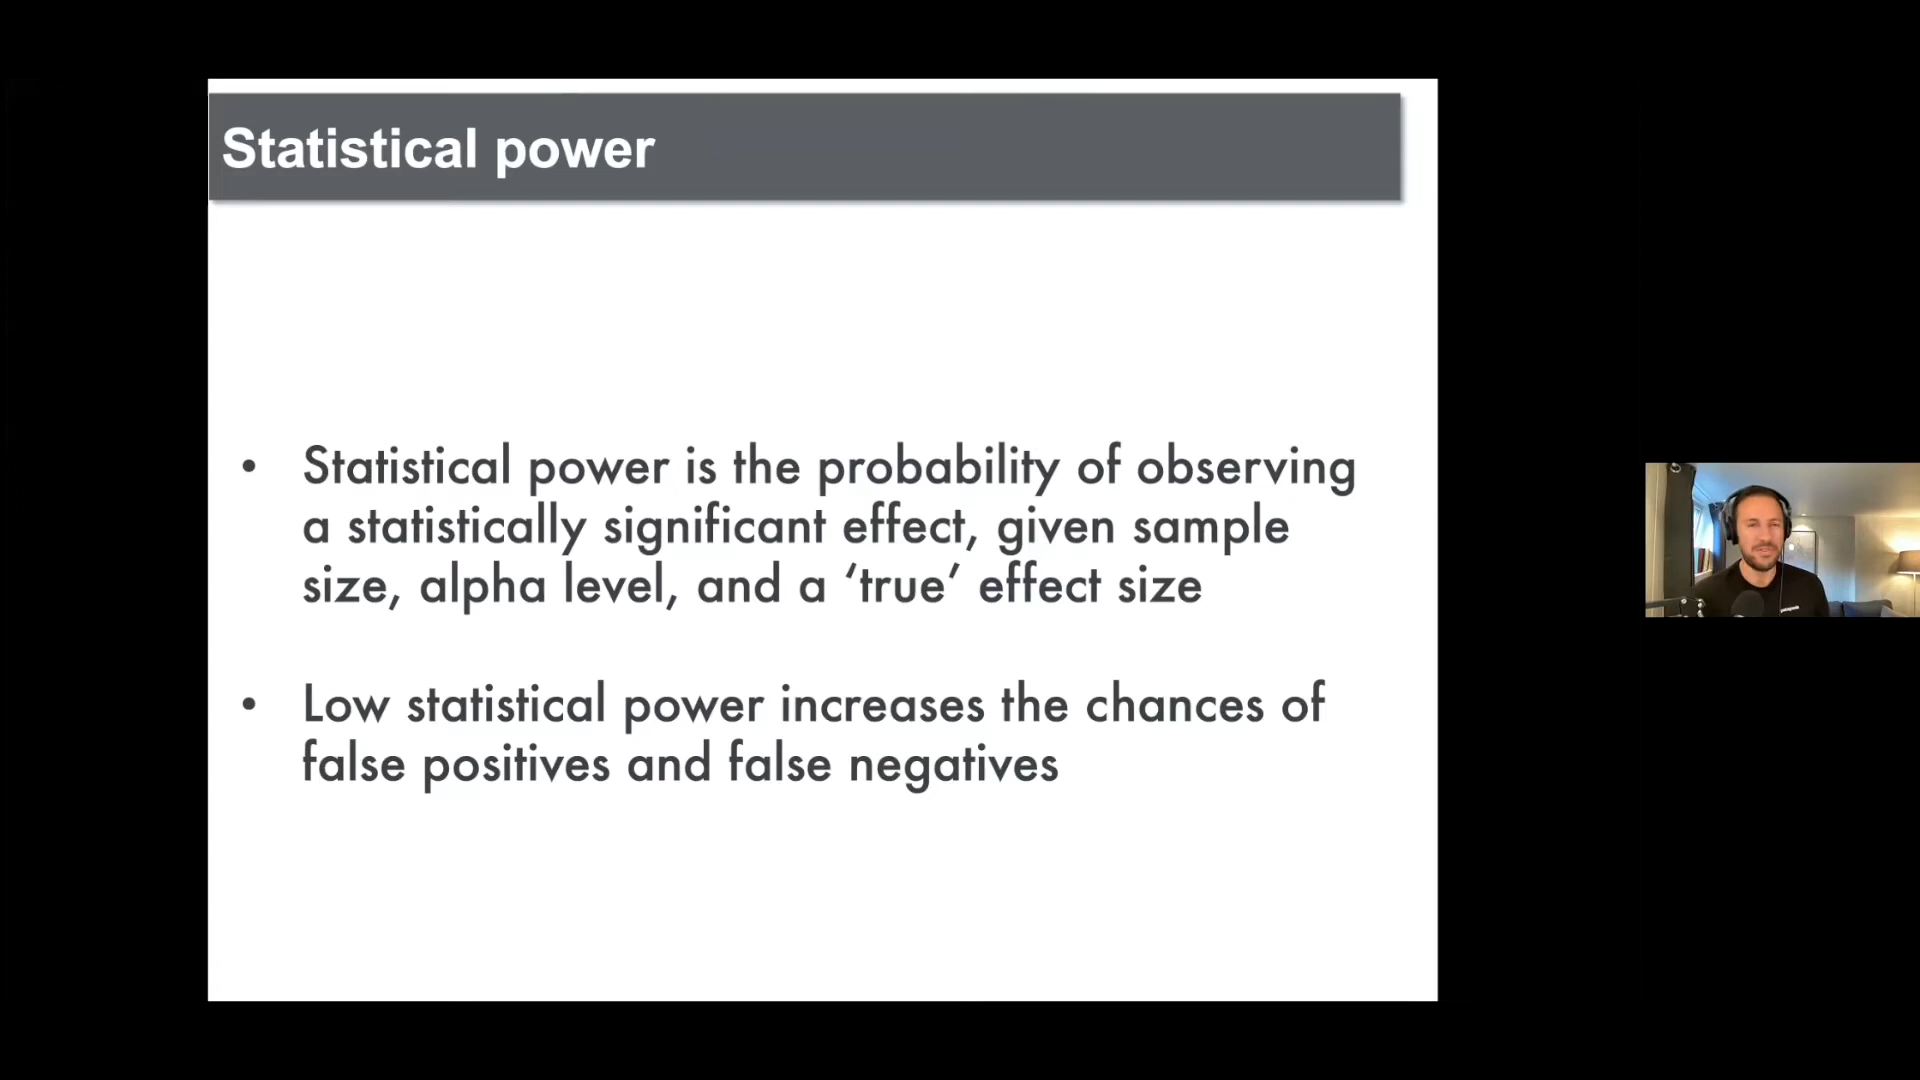 Statistical power
• Statistical power is the probability of observing
a statistically significant effect, given sample
size, alpha level, and a ‘true’ effect size
• Low statistical power increases the chances of
false positives and false negatives